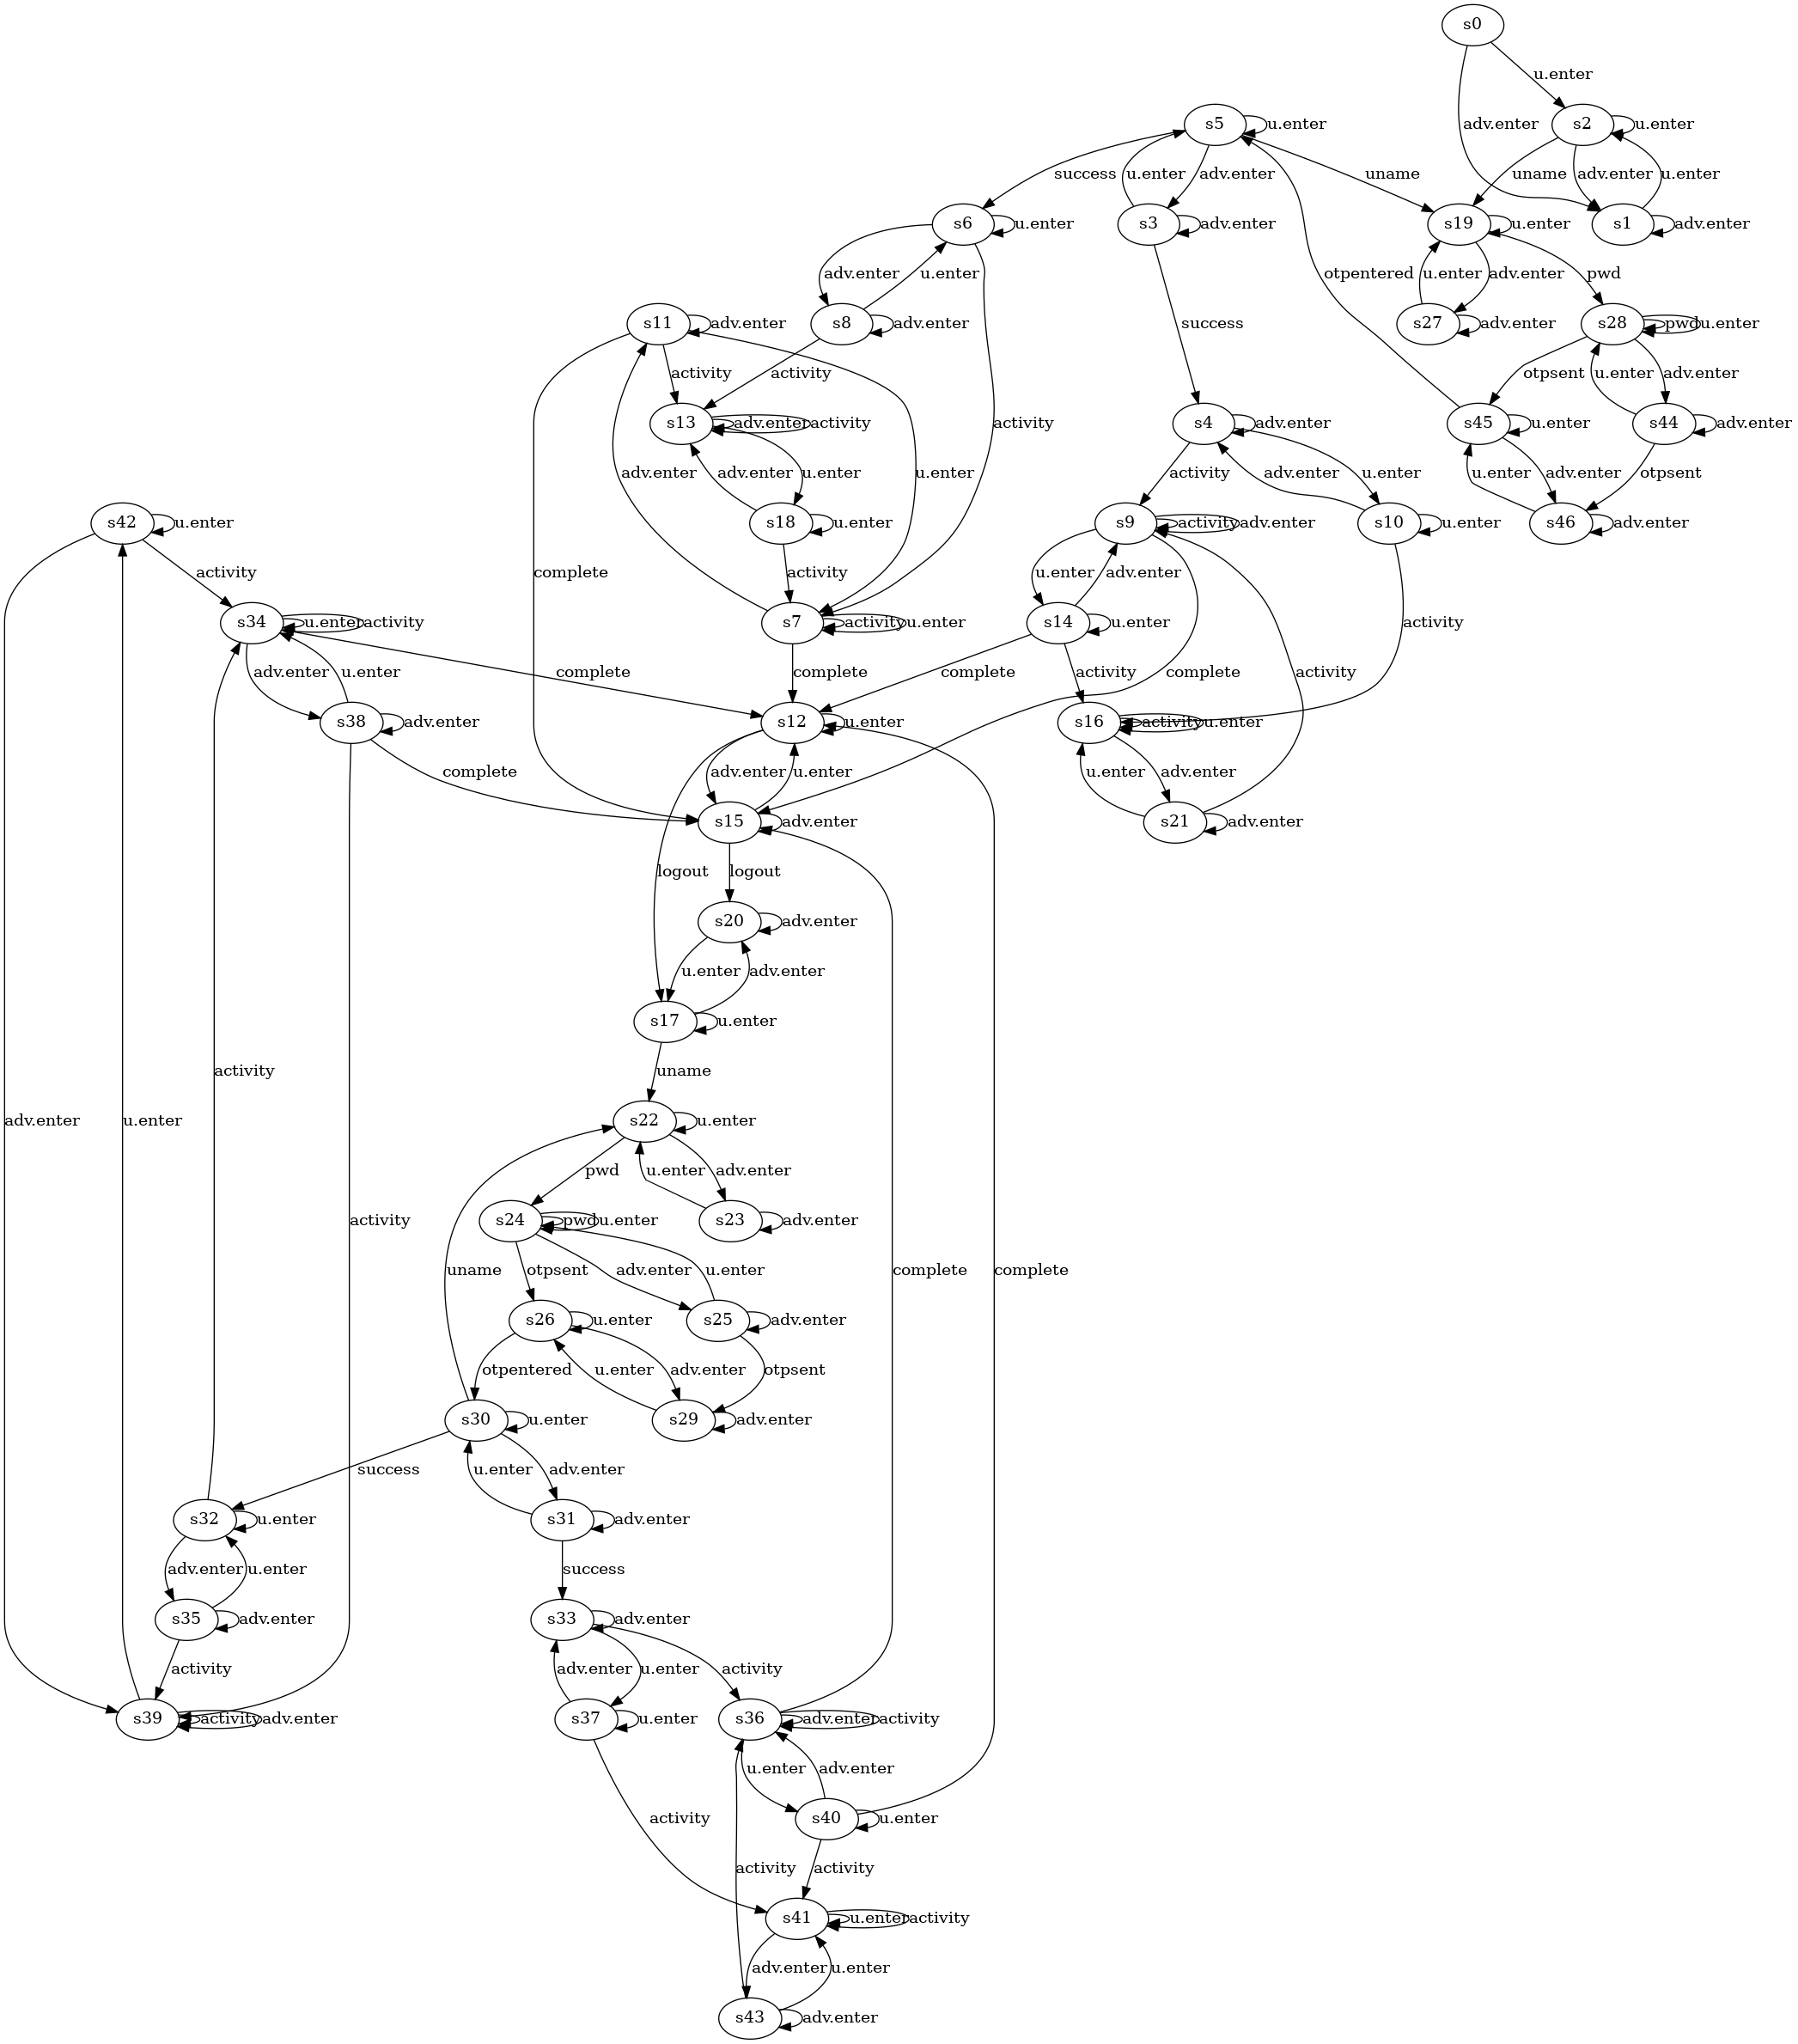 s0
u.enter
s5
u.enter
adv.enter
s2
u.enter
success
u.enter
adv.enter
uname
uname
adv.enter
u.enter
s6
u.enter
s3
adv.enter
s19
u.enter
s1
adv.enter
adv.enter
u.enter
otpentered
u.enter
adv.enter
pwd
s11
adv.enter
s8
adv.enter
success
s27
adv.enter
s28
pwd
u.enter
activity
activity
otpsent
u.enter
adv.enter
s13
adv.enter
activity
activity
s4
adv.enter
s45
u.enter
s44
adv.enter
adv.enter
u.enter
adv.enter
u.enter
activity
adv.enter
u.enter
u.enter
adv.enter
otpsent
s42
u.enter
s18
u.enter
s9
activity
adv.enter
s10
u.enter
s46
adv.enter
activity
complete
activity
u.enter
adv.enter
s34
u.enter
activity
s7
activity
u.enter
s14
u.enter
activity
adv.enter
u.enter
complete
complete
complete
activity
complete
activity
s38
adv.enter
s12
u.enter
s16
activity
u.enter
complete
adv.enter
u.enter
u.enter
adv.enter
s15
adv.enter
s21
adv.enter
logout
logout
s20
adv.enter
u.enter
adv.enter
s17
u.enter
activity
uname
adv.enter
u.enter
s22
u.enter
pwd
u.enter
adv.enter
activity
s24
pwd
u.enter
s23
adv.enter
uname
otpsent
adv.enter
u.enter
complete
complete
s26
u.enter
s25
adv.enter
otpentered
u.enter
adv.enter
otpsent
s30
u.enter
s29
adv.enter
success
u.enter
adv.enter
s32
u.enter
s31
adv.enter
adv.enter
u.enter
success
s35
adv.enter
s33
adv.enter
activity
adv.enter
u.enter
activity
s39
activity
adv.enter
s37
u.enter
s36
adv.enter
activity
u.enter
adv.enter
s40
u.enter
activity
activity
activity
s41
u.enter
activity
adv.enter
u.enter
s43
adv.enter